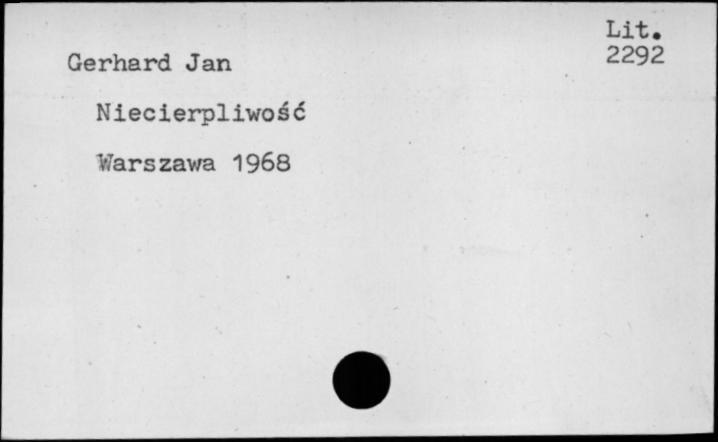 Lit.
2292
Gerhard Jan
Niecierpliwość
Warszawa 1968